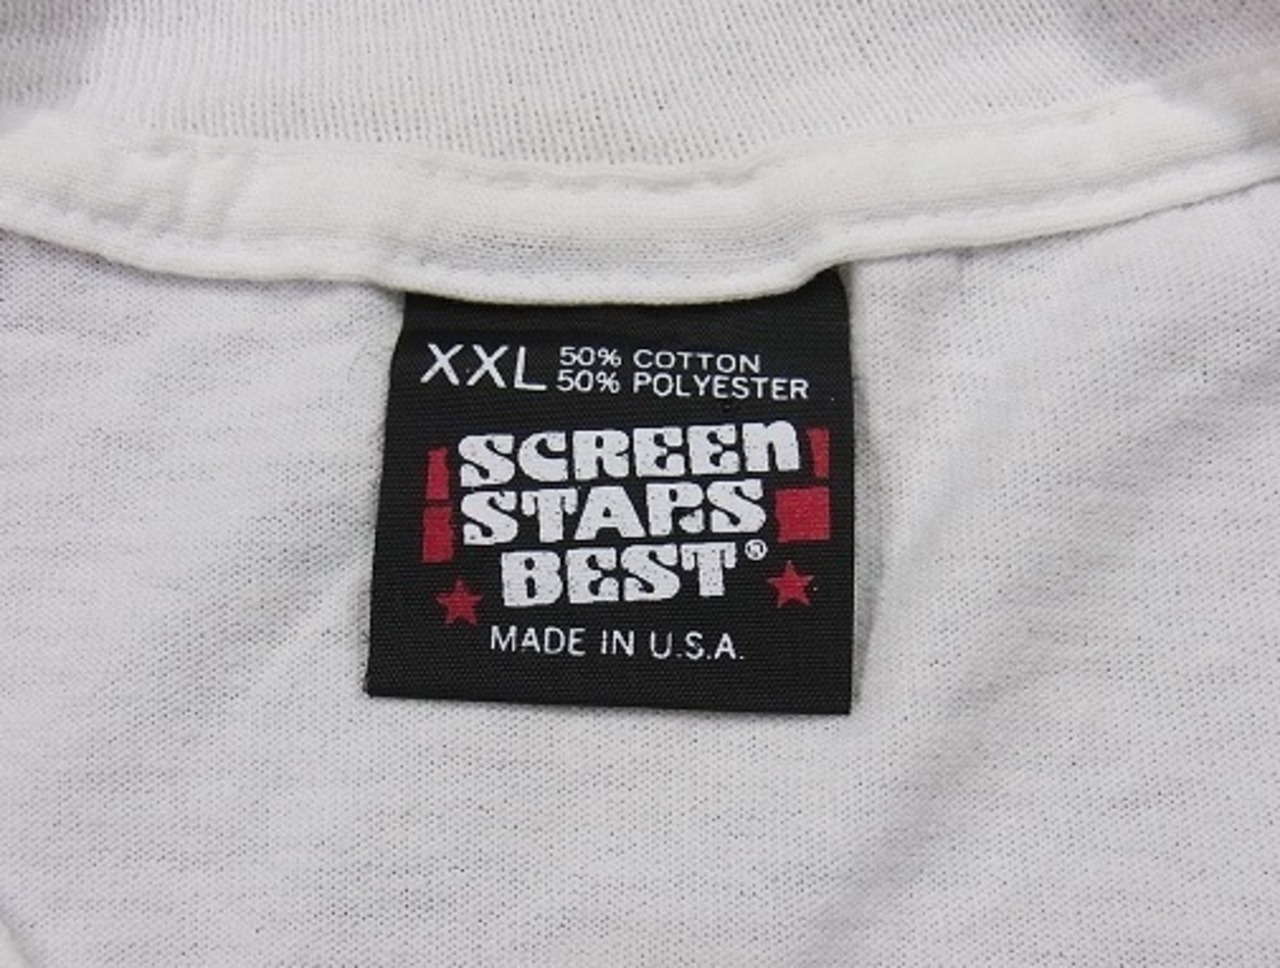 XXL 50% COTTON
50% POLYESTER
SCREEN
STARS
BEST®
MADE IN U.S.A.